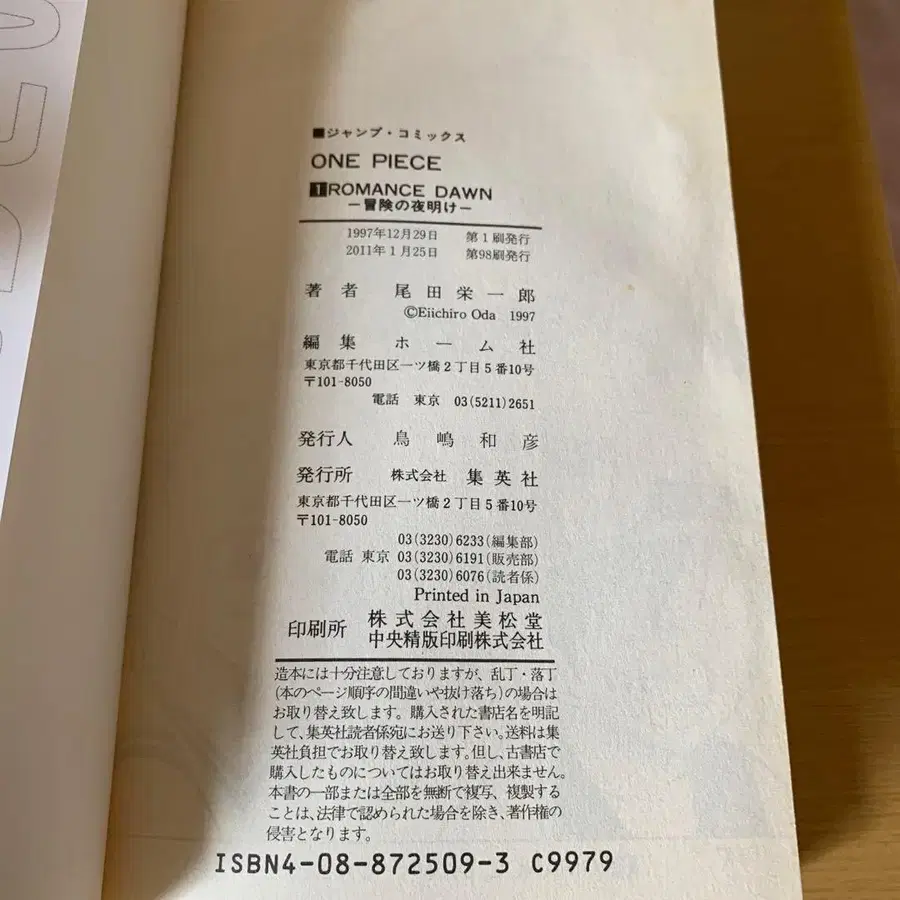 ■ジャンプ・コミックス
ONE PIECE
1 ROMANCE DAWN
－冒険の夜明け－
1997年12月29日 第1刷発行
2011年1月25日 第98刷発行
著者 尾田栄一郎
©Eiichiro Oda 1997
編集 ホーム社
東京都千代田区一ツ橋2丁目5番10号
〒101-8050
電話 東京 03(5211)2651
発行人 鳥嶋和彦
発行所 株式会社 集英社
東京都千代田区一ツ橋2丁目5番10号
〒101-8050
03(3230)6233(編集部)
電話 東京 03(3230)6191(販売部)
03(3230)6076(読者係)
Printed in Japan
印刷所 株式会社美松堂
中央精版印刷株式会社
造本には十分注意しておりますが、乱丁・落丁
(本のページ順序の間違いや抜け落ち)の場合は
お取り替え致します。購入された書店名を明記
して、集英社読者係宛にお送り下さい。送料は集
英社負担でお取り替え致します。但し、古書店で
購入したものについてはお取り替え出来ません。
本書の一部または全部を無断で複写、複製する
ことは、法律で認められた場合を除き、著作権の
侵害となります。
ISBN4-08-872509-3 C9979